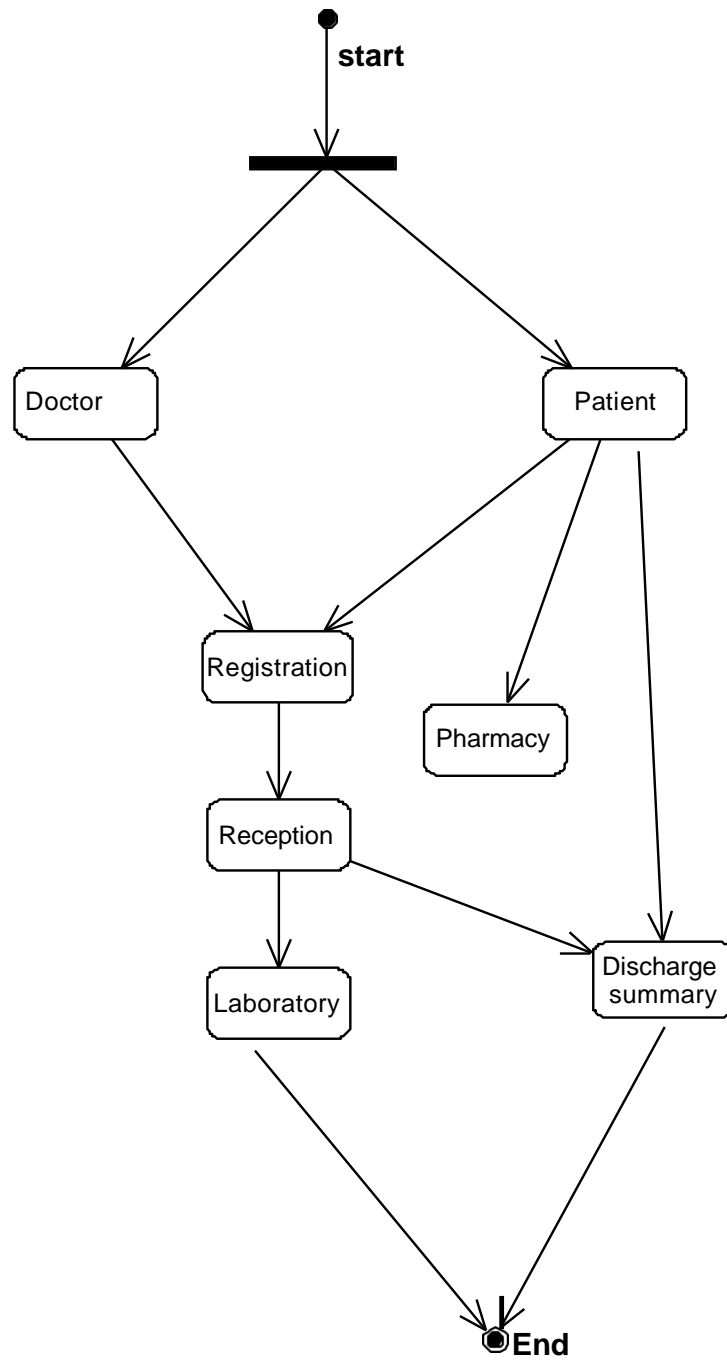 start
Doctor
Patient
Registration
Pharmacy
Reception
Discharge
summary
Laboratory
End